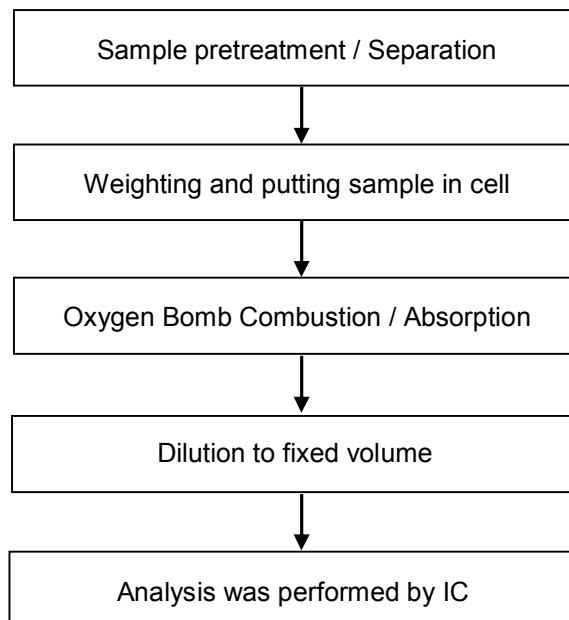 Sample pretreatment / Separation
Weighting and putting sample in cell
Oxygen Bomb Combustion / Absorption
Dilution to fixed volume
Analysis was performed by IC